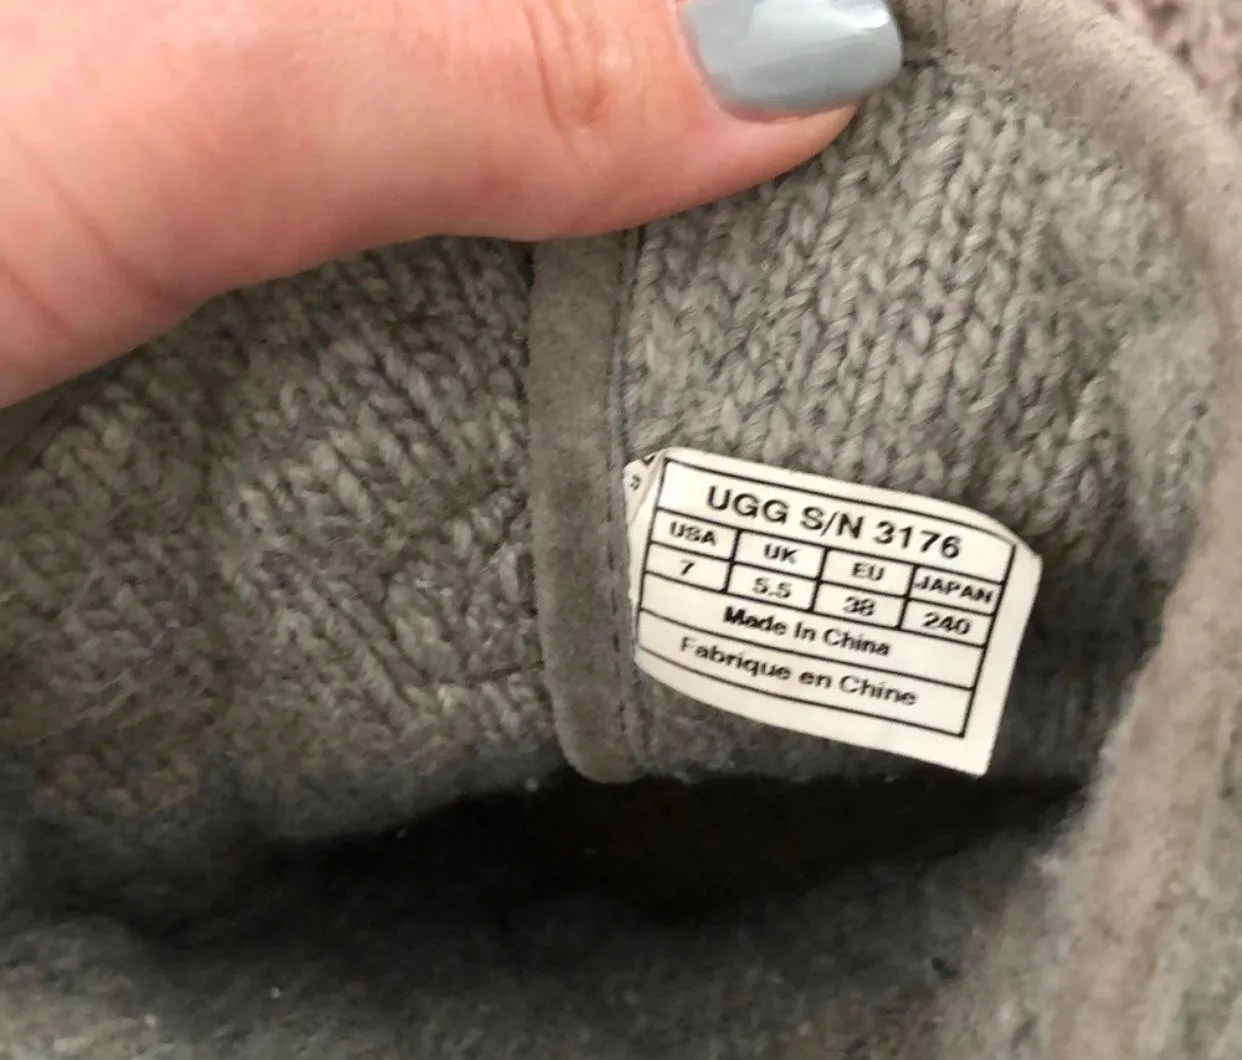 UGG S/N 3176
USA UK EU JAPAN
7 5.5 38 240
Made In China
Fabrique en Chine